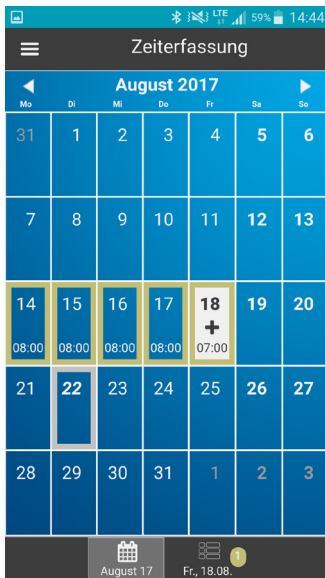 LTE 59% 14:44
Zeiterfassung
August 2017
Mo Di Mi Do Fr Sa So
31 1 2 3 4 5 6
7 8 9 10 11 12 13
14 15 16 17 18 19 20
+
08:00 08:00 08:00 08:00 07:00
21 22 23 24 25 26 27
28 29 30 31 1 2 3
1
August 17 Fr., 18.08.